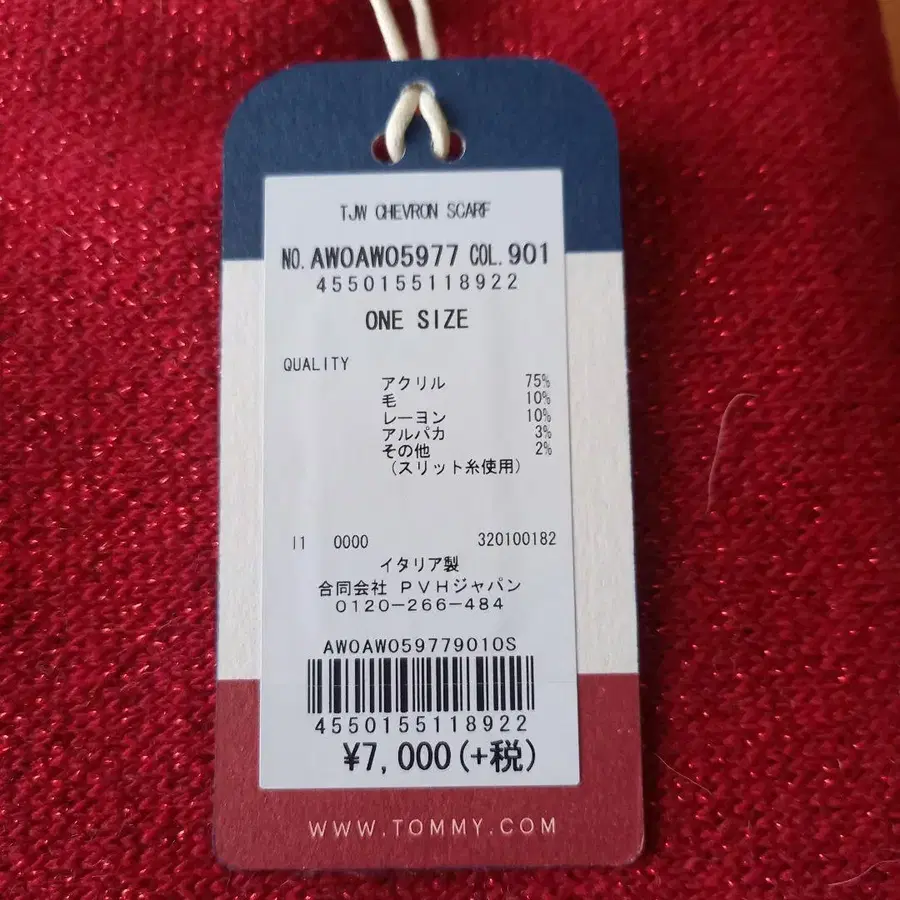 TJW CHEVRON SCARF
NO. AW0AW05977 COL. 901
4550155118922
ONE SIZE
QUALITY
アクリル 75%
毛 10%
レーヨン 10%
アルパカ 3%
その他 2%
(スリット糸使用)
I1 0000 320100182
イタリア製
合同会社 PVHジャパン
0120-266-484
AW0AW059779010S
4550155118922
¥7,000(+税)
WWW.TOMMY.COM